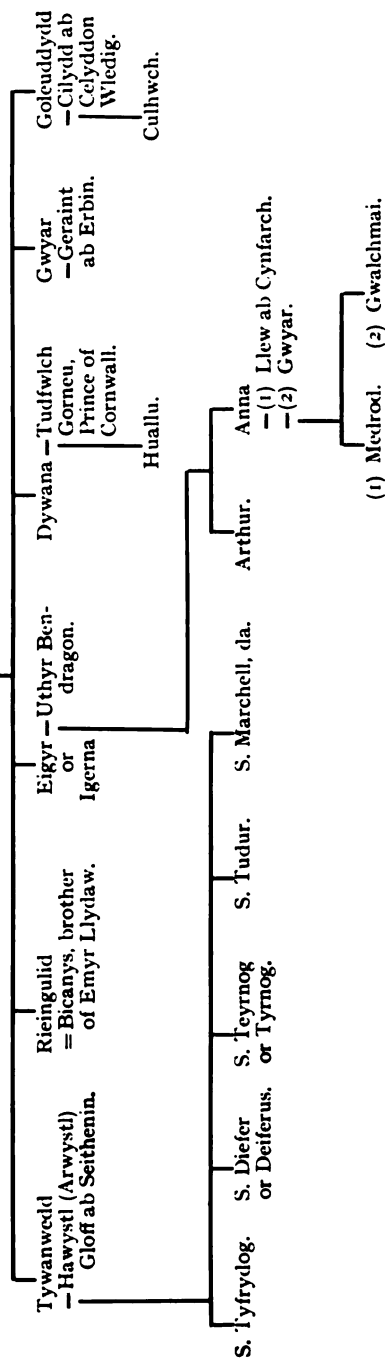 Tywanwedd
– Hawystl (Arwystl)
Gloff ab Seithenin.
Rieingulid
= Bicanys, brother
of Emyr Llydaw.
Eigyr – Uthyr Ben-
or dragon.
Igerna
Dywana – Tudfwlch
Gorneu,
Prince of
Cornwall.
Gwyar
– Geraint
ab Erbin.
Goleuddydd
– Cilydd ab
Celyddon
Wledig.
Huallu.
Culhwch.
S. Tyfrydog.
S. Diefer
or Deiferus.
S. Teyrnog
or Tyrnog.
S. Tudur.
S. Marchell, da.
Arthur.
Anna
– (1) Llew ab Cynfarch.
– (2) Gwyar.
(1) Medrod.
(2) Gwalchmai.